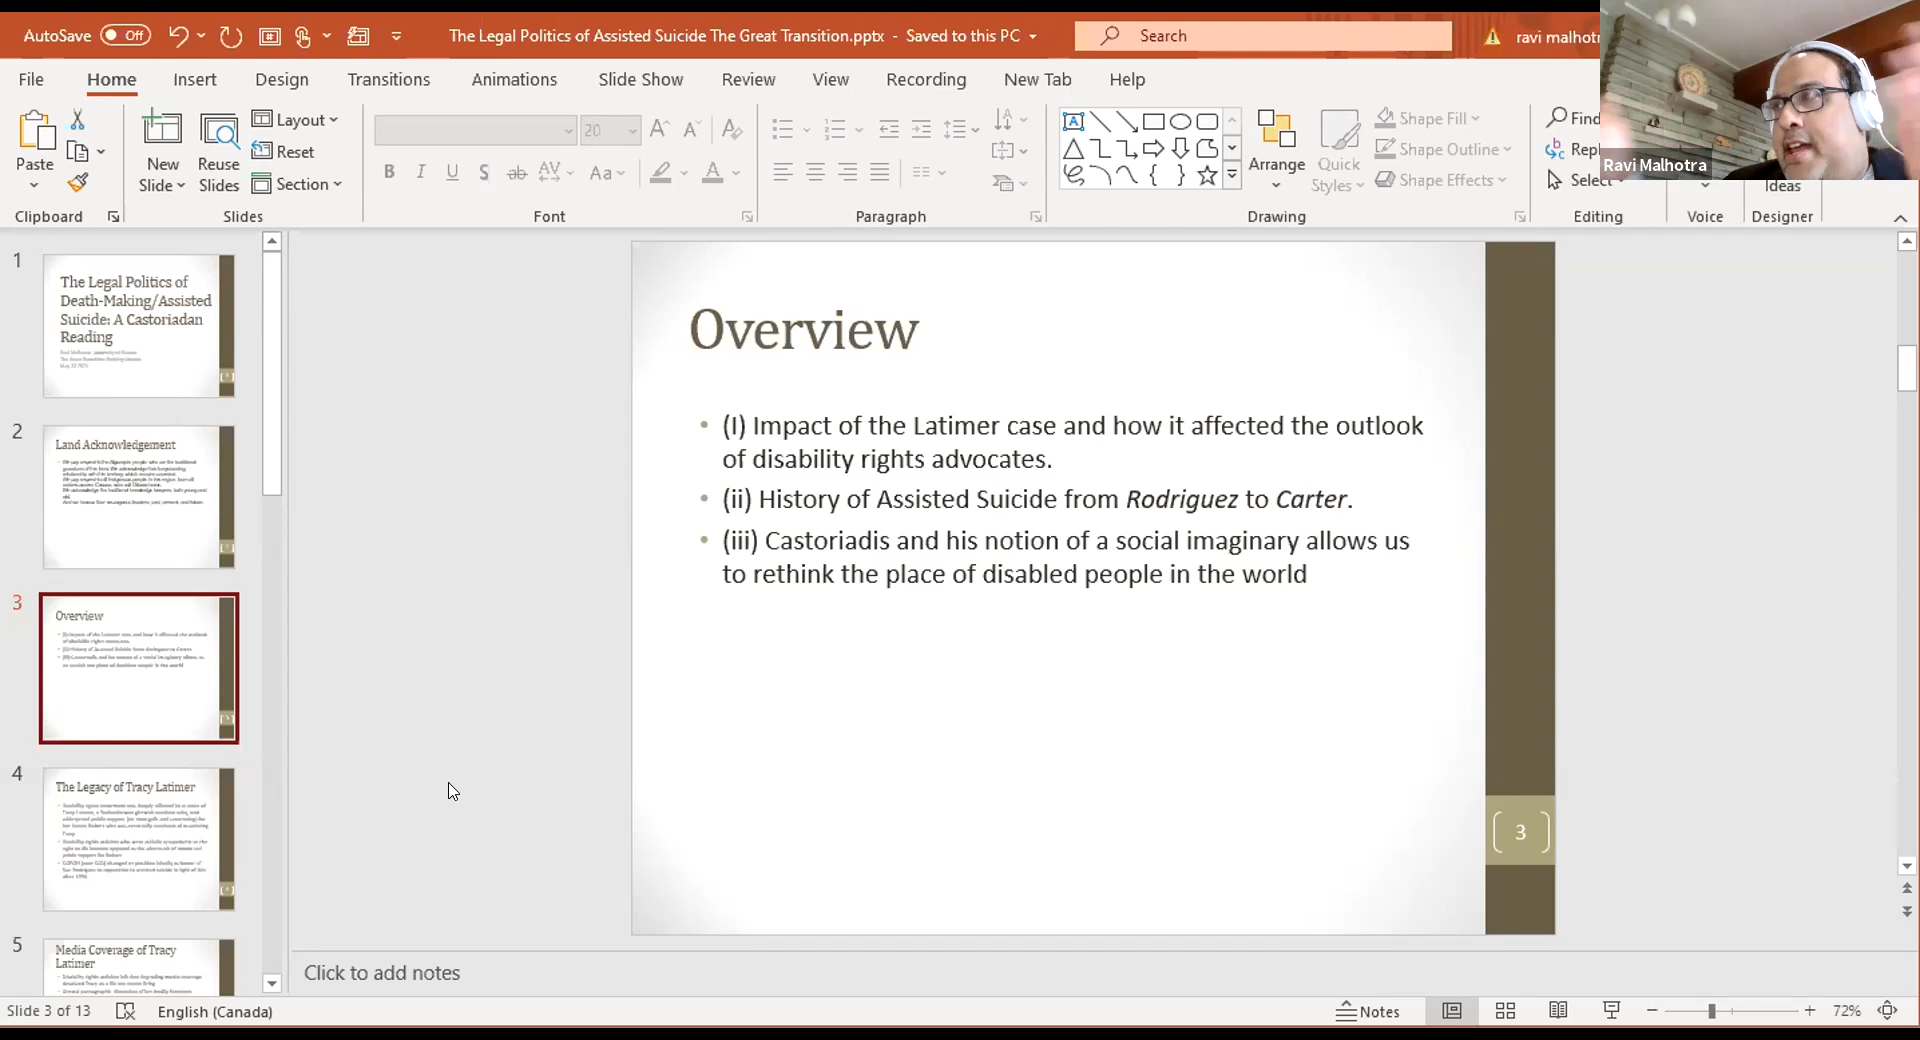 AutoSave Off
The Legal Politics of Assisted Suicide The Great Transition.pptx - Saved to this PC
Search
ravi malhotr
File Home Insert Design Transitions Animations Slide Show Review View Recording New Tab Help
Paste
New Slide
Reuse Slides
Layout
Reset
Section
20
B I U S ab AV Aa A
Arrange
Quick Styles
Shape Fill
Shape Outline
Shape Effects
Find
Repl
Select
Ideas
Ravi Malhotra
Clipboard Slides Font Paragraph Drawing Editing Voice Designer
1
The Legal Politics of
Death-Making/Assisted
Suicide: A Castoriadan
Reading
2
Land Acknowledgement
3
Overview
4
The Legacy of Tracy Latimer
5
Media Coverage of Tracy
Latimer
Overview
• (I) Impact of the Latimer case and how it affected the outlook
of disability rights advocates.
• (ii) History of Assisted Suicide from Rodriguez to Carter.
• (iii) Castoriadis and his notion of a social imaginary allows us
to rethink the place of disabled people in the world
3
Click to add notes
Slide 3 of 13
English (Canada)
Notes
72%